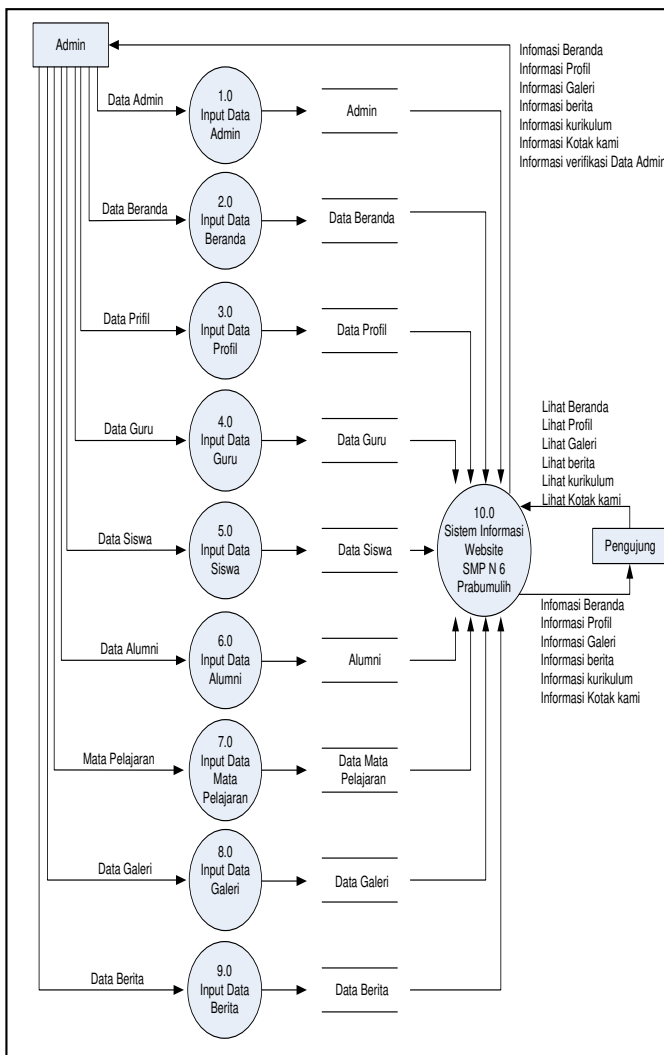 Admin
Infomasi Beranda
Informasi Profil
Informasi Galeri
Informasi berita
Informasi kurikulum
Informasi Kotak kami
Informasi verifikasi Data Admin
Data Admin
1.0
Input Data
Admin
Admin
Data Beranda
2.0
Input Data
Beranda
Data Beranda
Data Prifil
3.0
Input Data
Profil
Data Profil
Data Guru
4.0
Input Data
Guru
Data Guru
Lihat Beranda
Lihat Profil
Lihat Galeri
Lihat berita
Lihat kurikulum
Lihat Kotak kami
Data Siswa
5.0
Input Data
Siswa
Data Siswa
10.0
Sistem Informasi
Website
SMP N 6
Prabumulih
Pengujung
Infomasi Beranda
Informasi Profil
Informasi Galeri
Informasi berita
Informasi kurikulum
Informasi Kotak kami
Data Alumni
6.0
Input Data
Alumni
Alumni
Mata Pelajaran
7.0
Input Data
Mata
Pelajaran
Data Mata
Pelajaran
Data Galeri
8.0
Input Data
Galeri
Data Galeri
Data Berita
9.0
Input Data
Berita
Data Berita